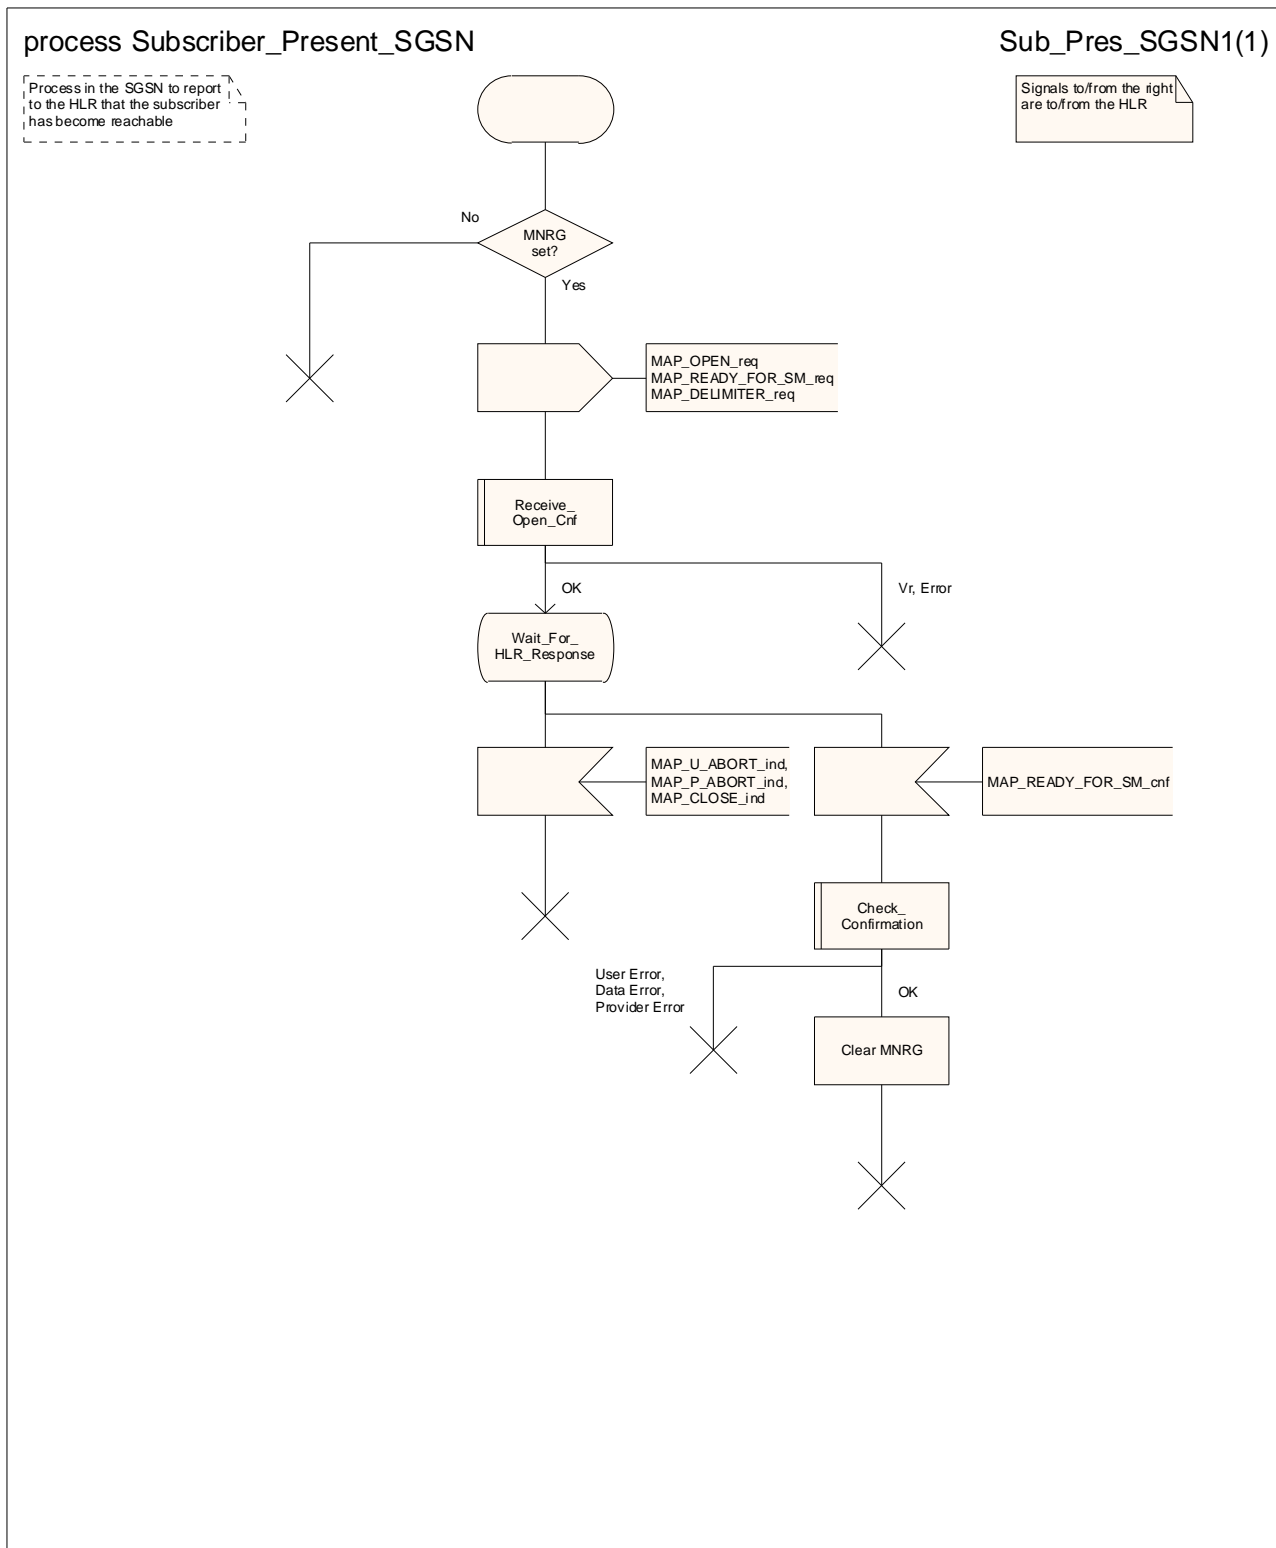 process Subscriber_Present_SGSN
Sub_Pres_SGSN1(1)
Process in the SGSN to report
to the HLR that the subscriber
has become reachable
Signals to/from the right
are to/from the HLR
No
MNRG
set?
Yes
MAP_OPEN_req
MAP_READY_FOR_SM_req
MAP_DELIMITER_req
Receive_
Open_Cnf
OK
Vr, Error
Wait_For_
HLR_Response
MAP_U_ABORT_ind,
MAP_P_ABORT_ind,
MAP_CLOSE_ind
MAP_READY_FOR_SM_cnf
Check_
Confirmation
User Error,
Data Error,
Provider Error
OK
Clear MNRG